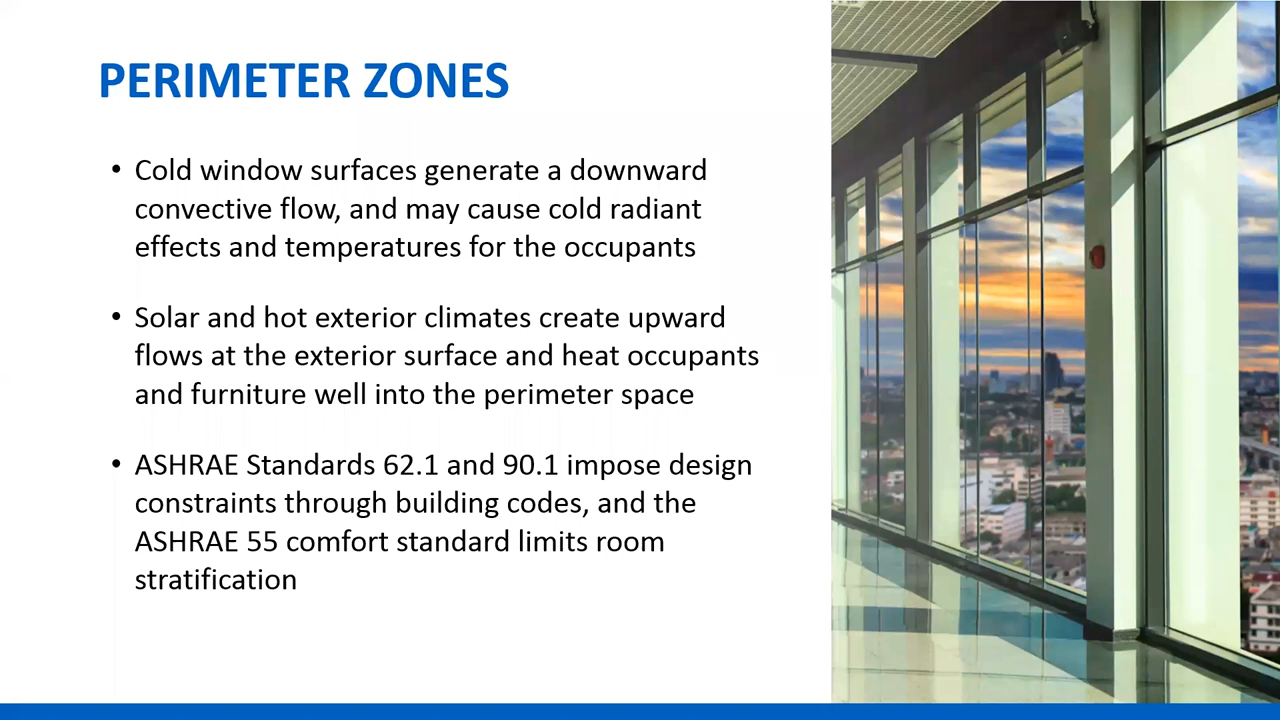 PERIMETER ZONES
• Cold window surfaces generate a downward
convective flow, and may cause cold radiant
effects and temperatures for the occupants
• Solar and hot exterior climates create upward
flows at the exterior surface and heat occupants
and furniture well into the perimeter space
• ASHRAE Standards 62.1 and 90.1 impose design
constraints through building codes, and the
ASHRAE 55 comfort standard limits room
stratification